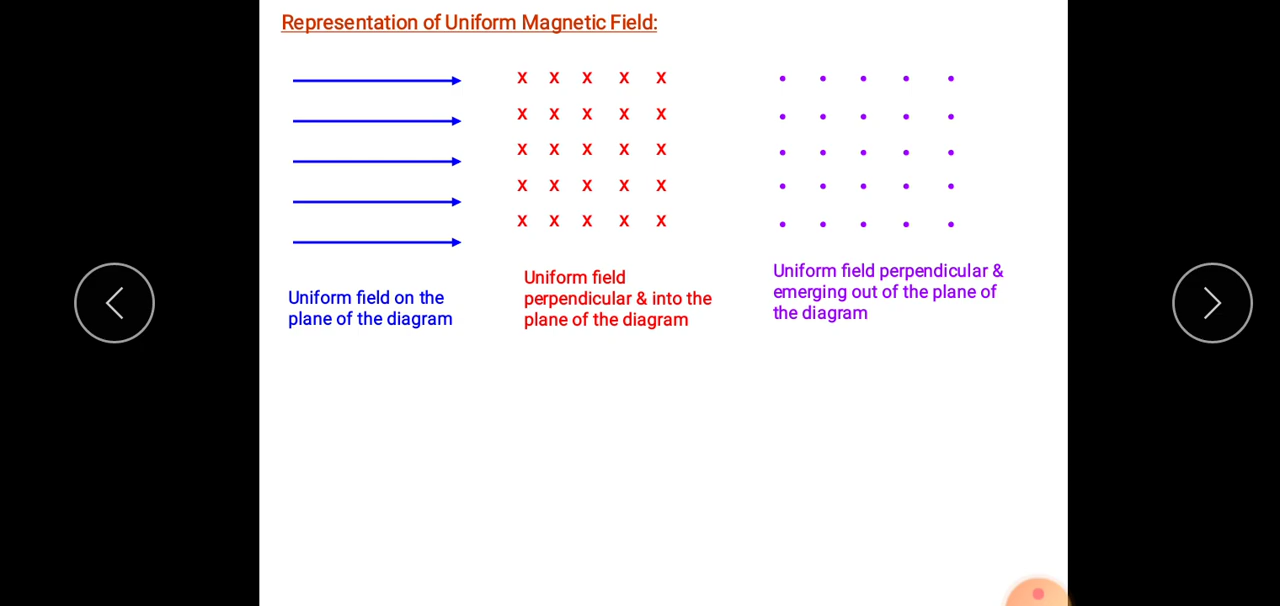 Representation of Uniform Magnetic Field:
X X X X X
X X X X X
X X X X X
X X X X X
X X X X X
Uniform field on the
plane of the diagram
Uniform field
perpendicular & into the
plane of the diagram
Uniform field perpendicular &
emerging out of the plane of
the diagram